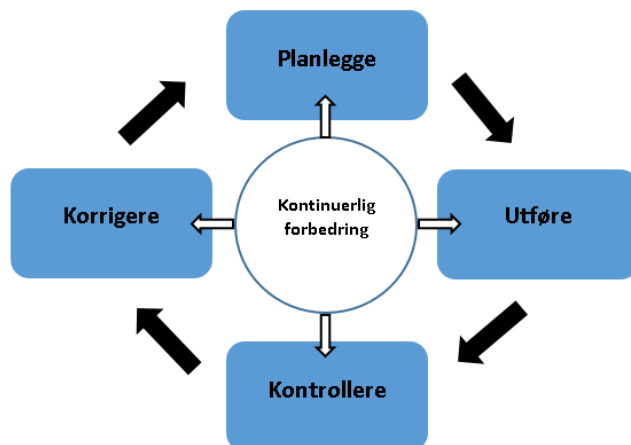 Planlegge
Korrigere
Kontinuerlig
forbedring
Utføre
Kontrollere